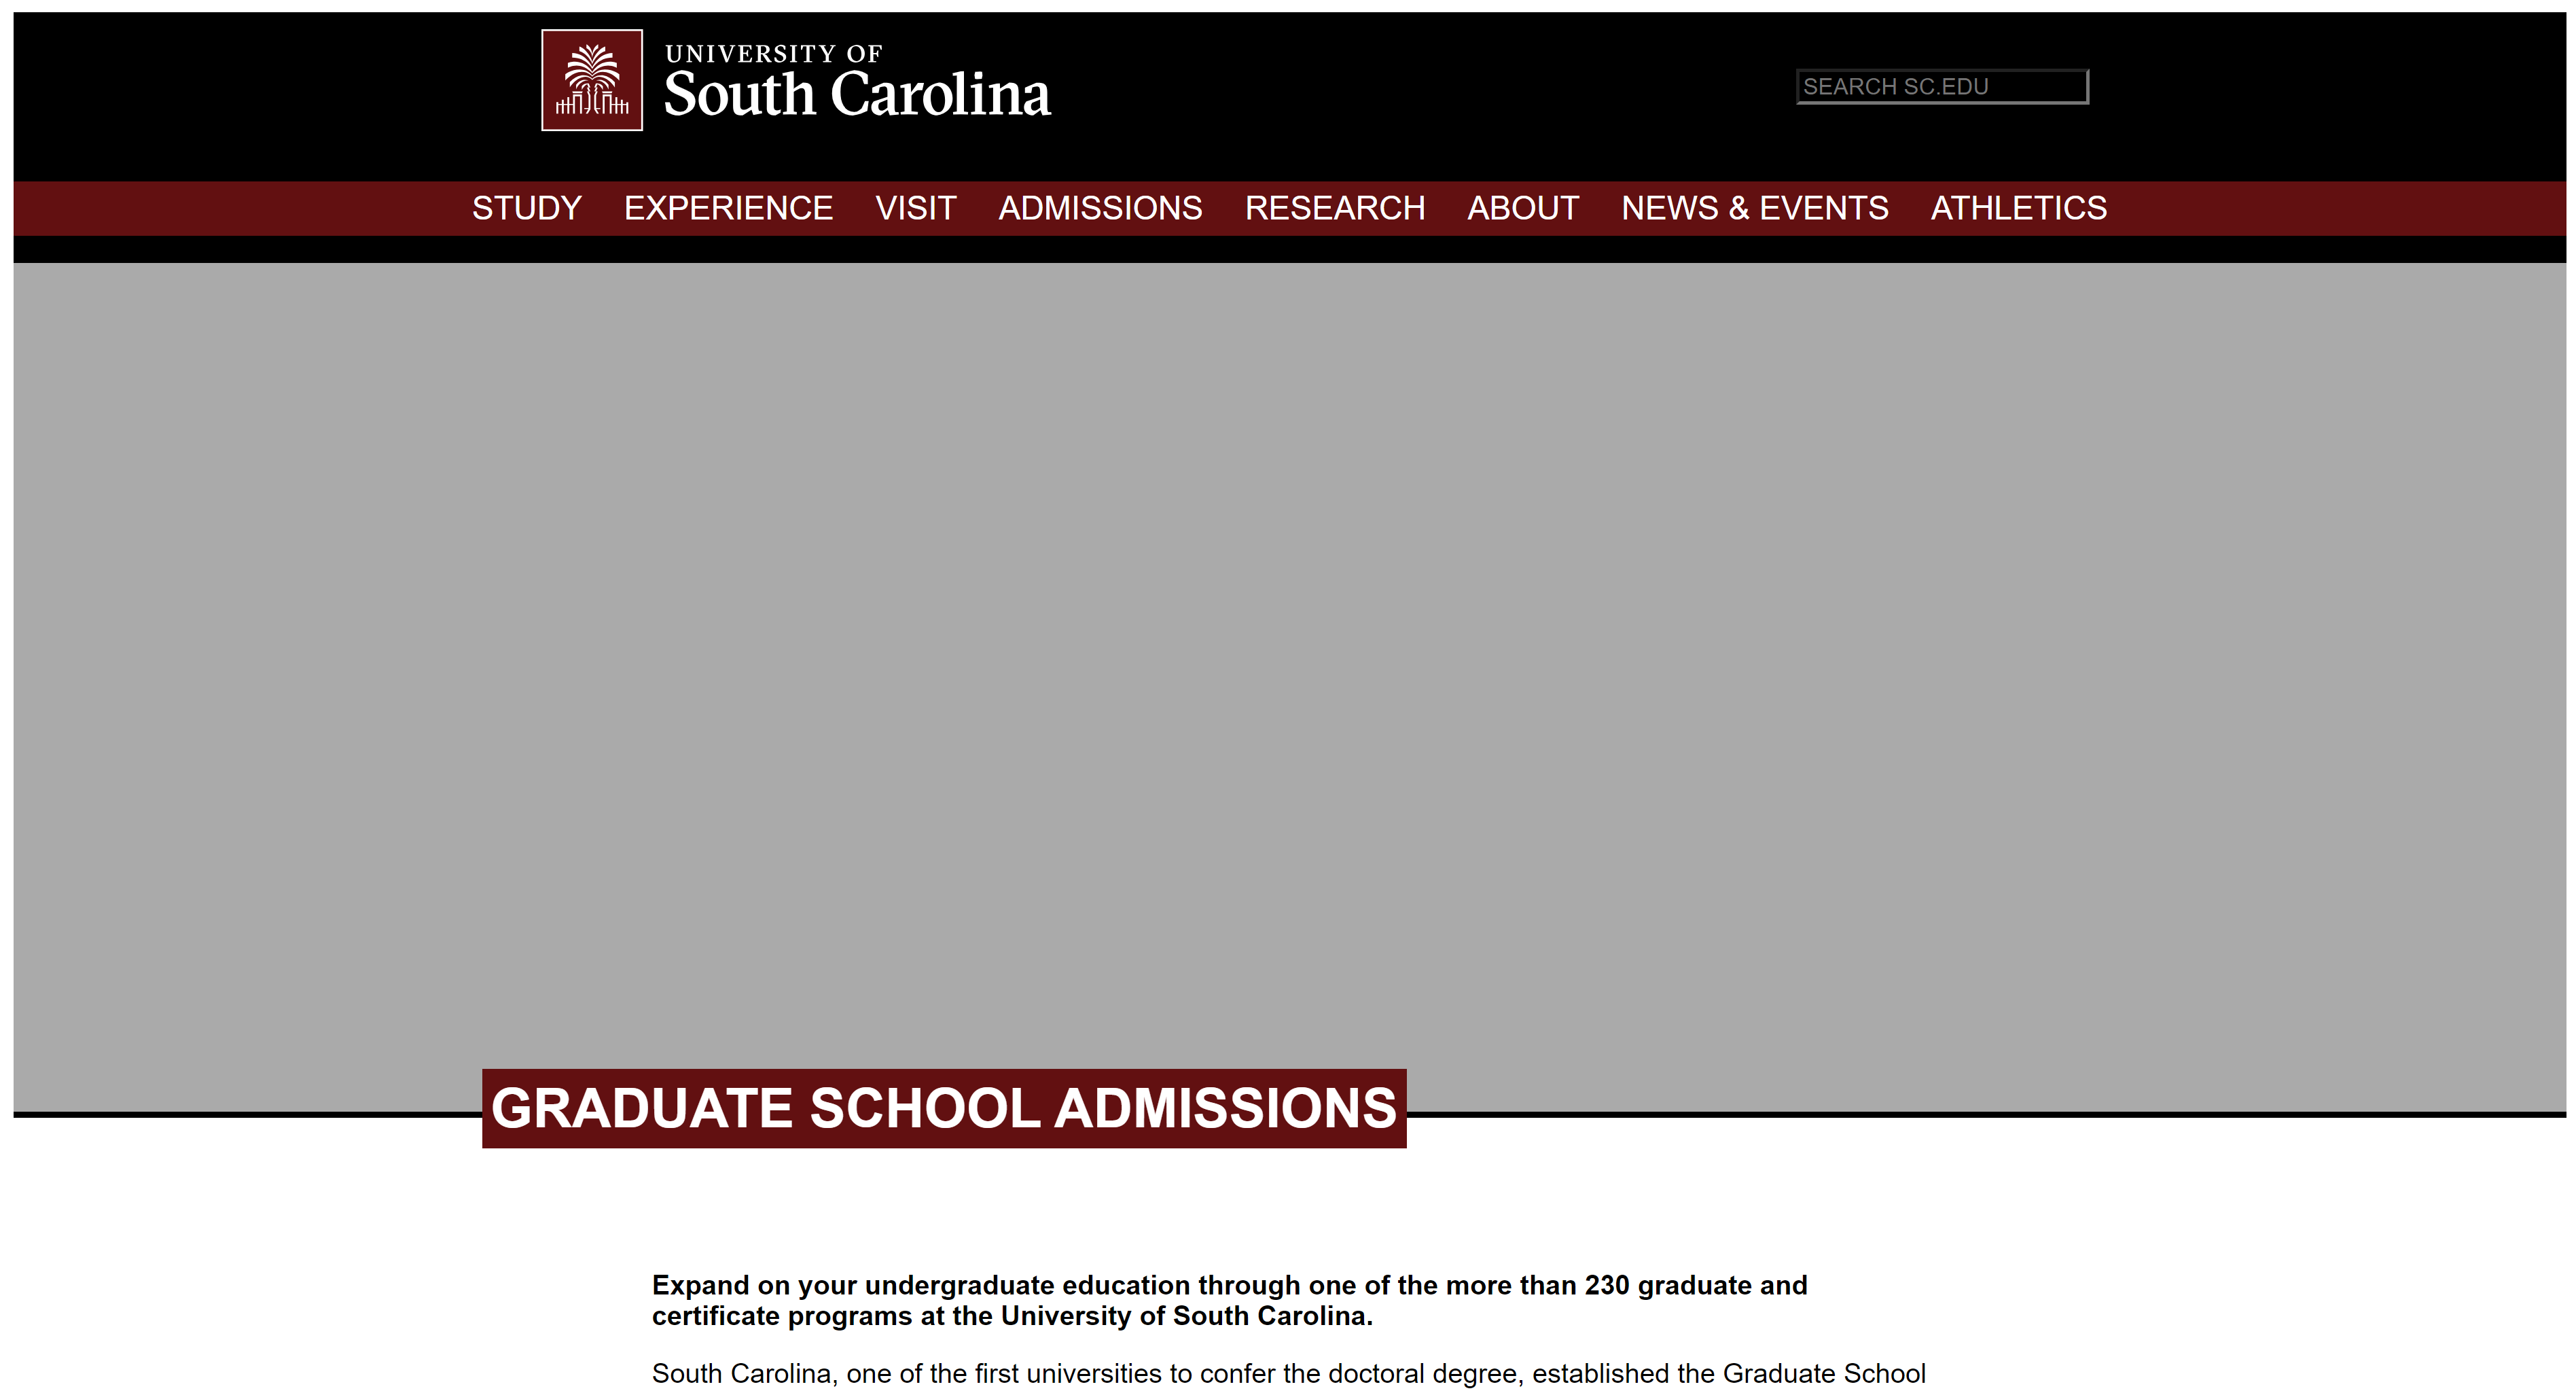 UNIVERSITY OF
South Carolina
SEARCH SC.EDU
STUDY EXPERIENCE VISIT ADMISSIONS RESEARCH ABOUT NEWS & EVENTS ATHLETICS
GRADUATE SCHOOL ADMISSIONS
Expand on your undergraduate education through one of the more than 230 graduate and
certificate programs at the University of South Carolina.
South Carolina, one of the first universities to confer the doctoral degree, established the Graduate School